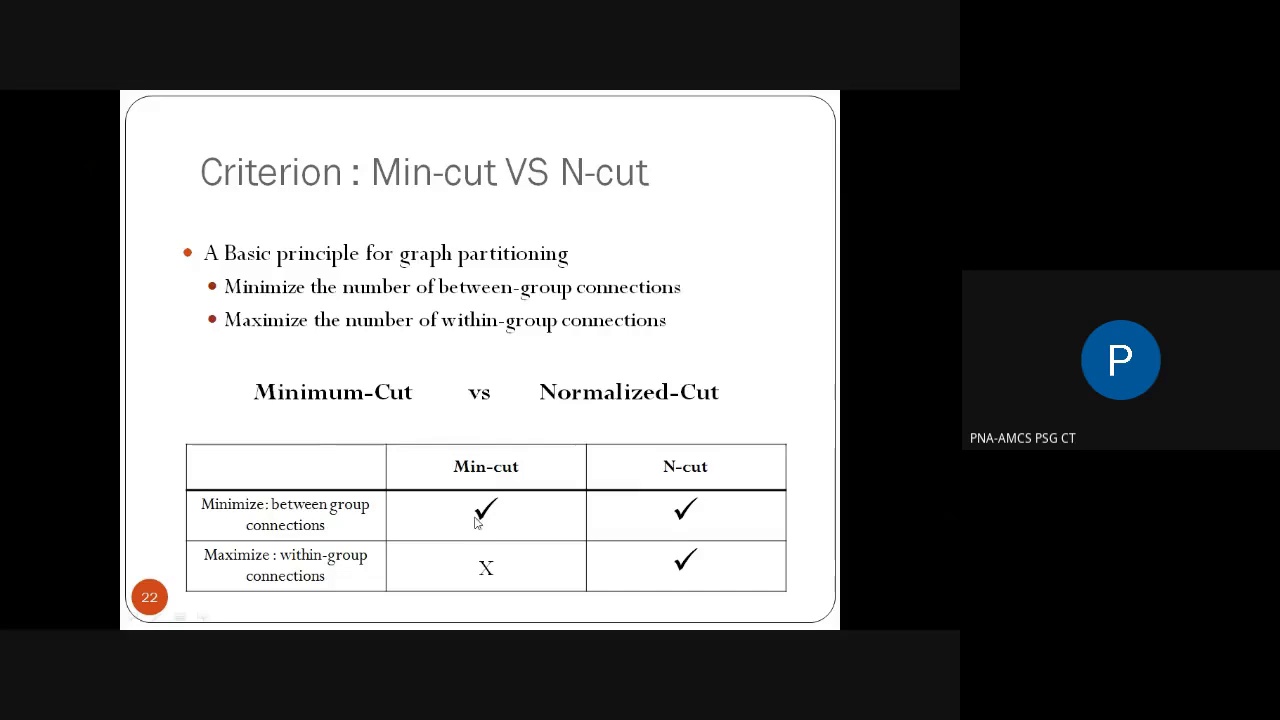 Criterion : Min-cut VS N-cut
A Basic principle for graph partitioning
Minimize the number of between-group connections
Maximize the number of within-group connections
Minimum-Cut vs Normalized-Cut
Min-cut N-cut
Minimize: between group
connections
✓ ✓
Maximize : within-group
connections
X ✓
22
P
PNA-AMCS PSG CT